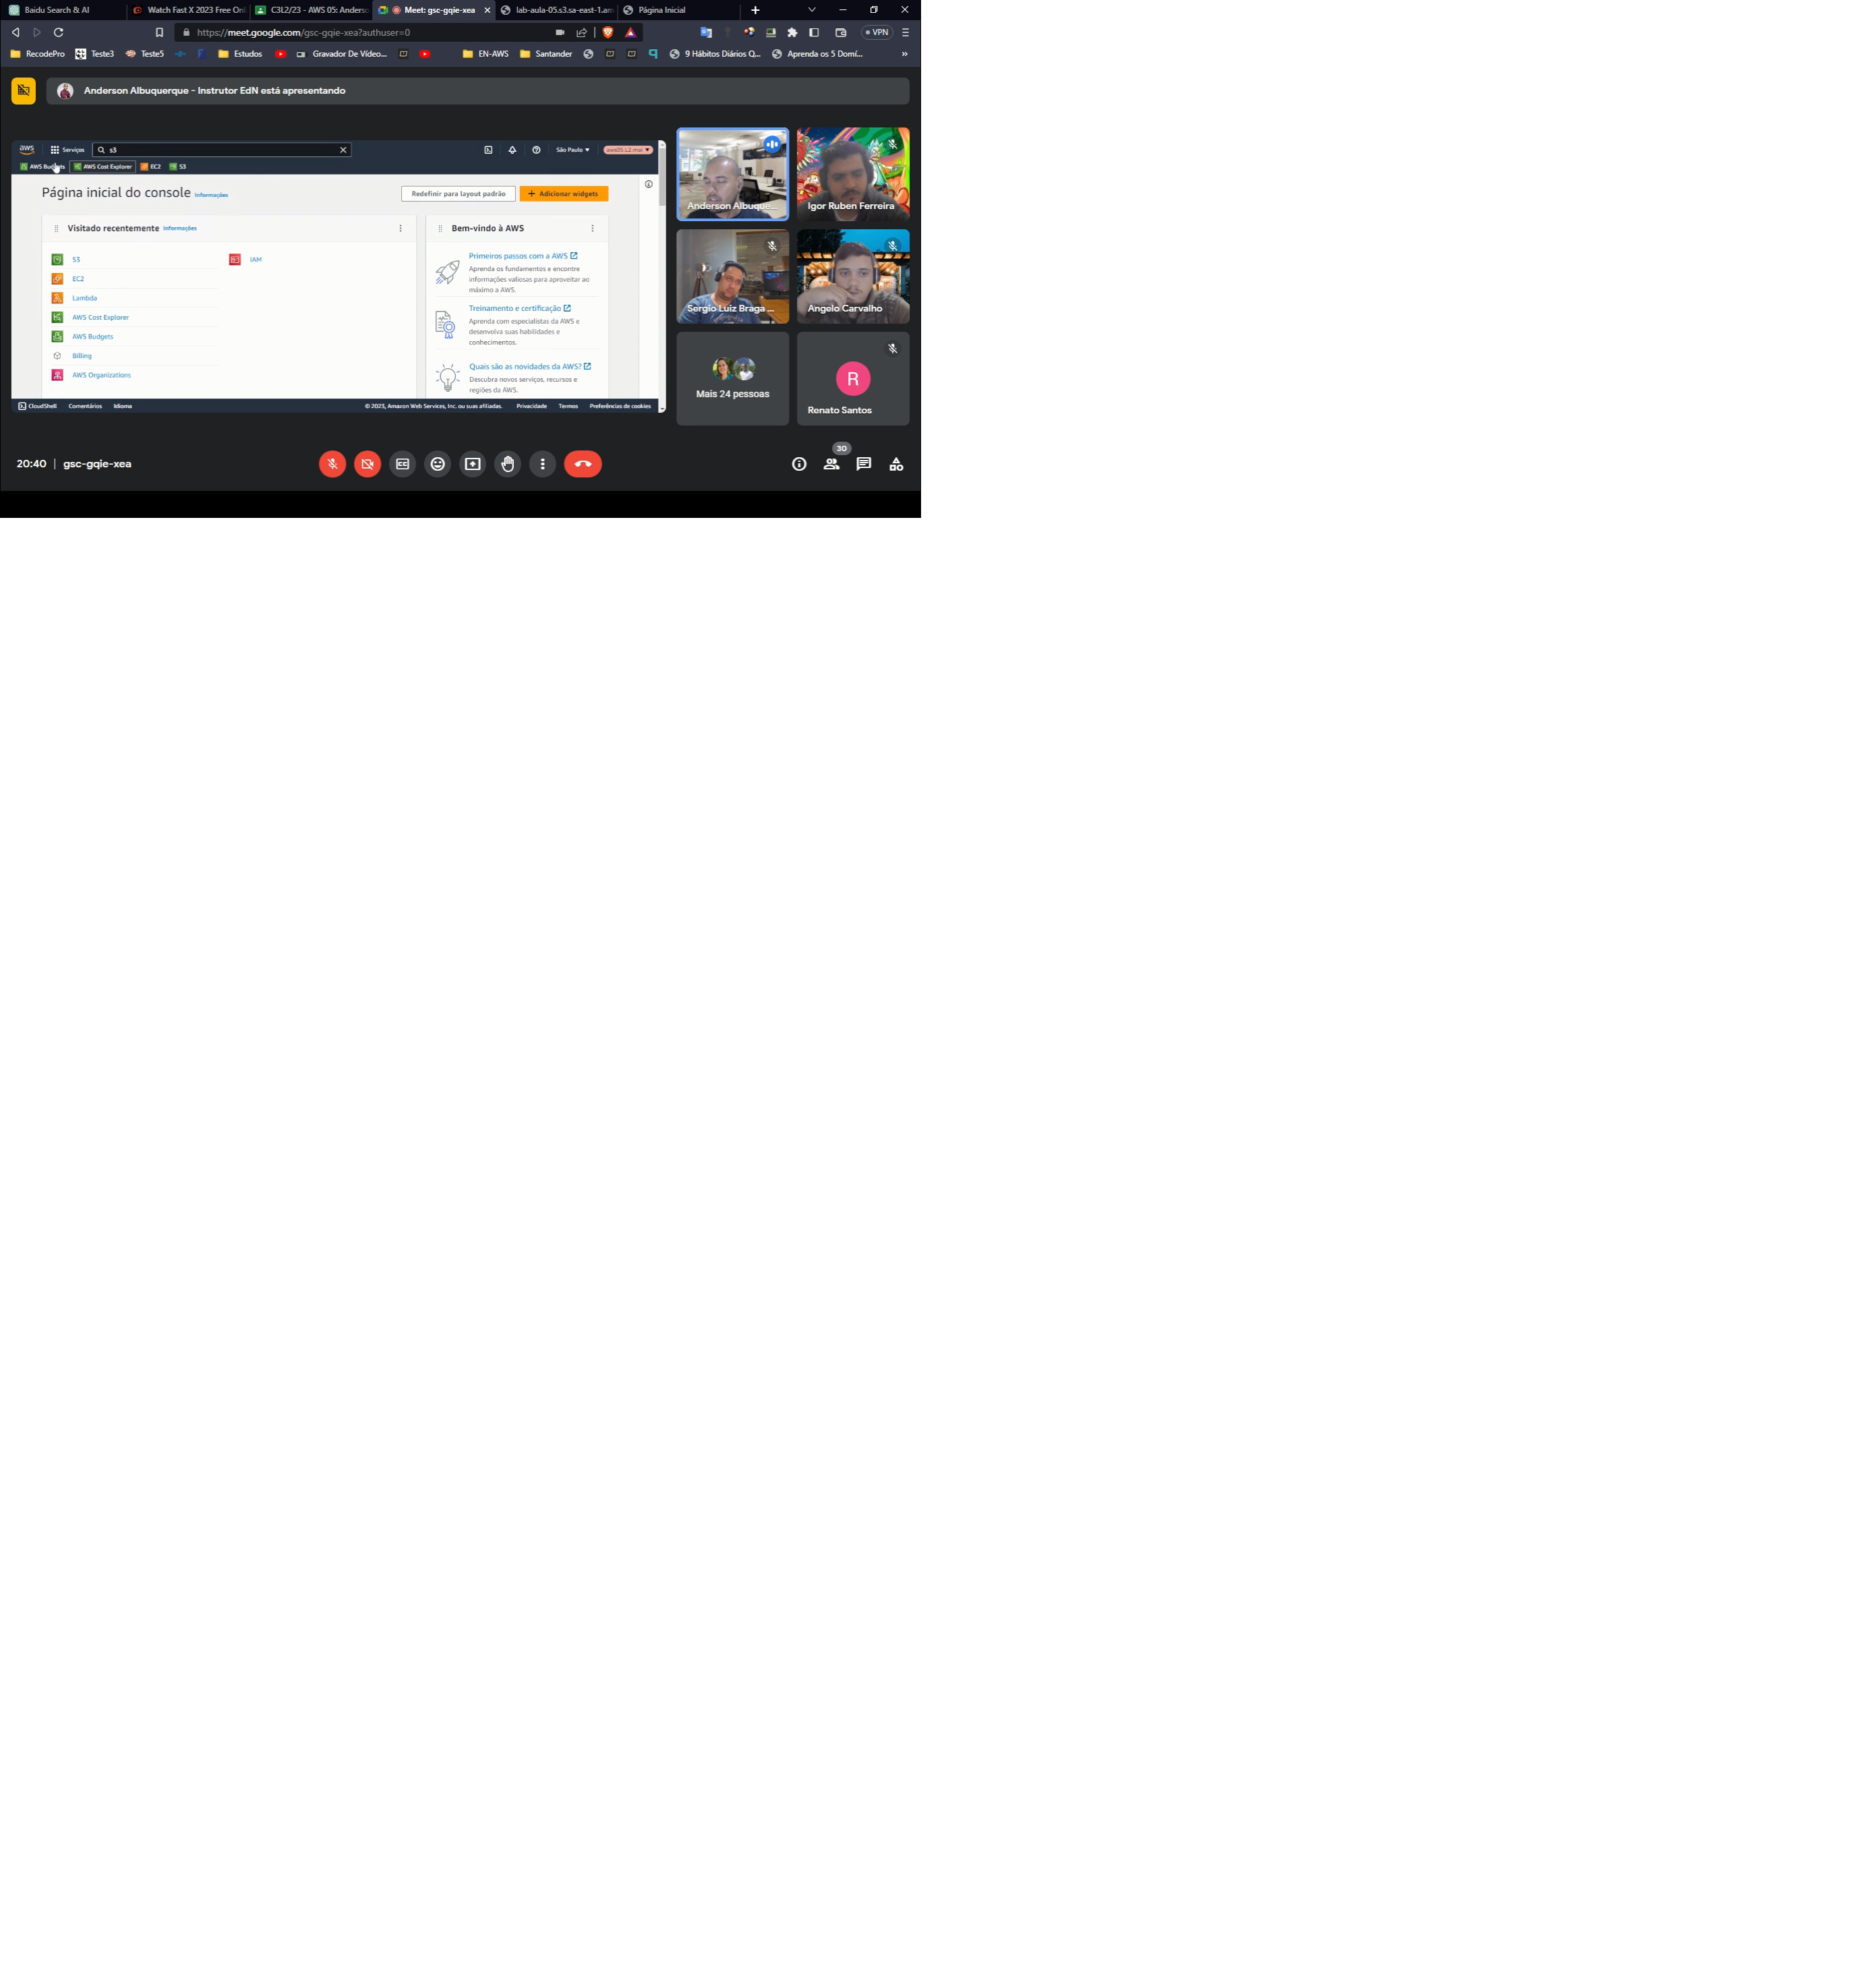 Baidu Search & AI
Watch Fast X 2023 Free Onl
C3L2/23 - AWS 05: Anderso
Meet: gsc-gqie-xea
lab-aula-05.s3.sa-east-1.am
Página Inicial
https://meet.google.com/gsc-gqie-xea?authuser=0
VPN
RecodePro
Teste3
Teste5
Estudos
Gravador De Vídeo...
EN-AWS
Santander
9 Hábitos Diários Q...
Aprenda os 5 Domí...
»
Anderson Albuquerque - Instrutor EdN está apresentando
aws
Serviços
s3
São Paulo
AWS Budgets
AWS Cost Explorer
EC2
S3
Página inicial do console Informações
Redefinir para layout padrão
+ Adicionar widgets
Visitado recentemente Informações
S3
EC2
Lambda
AWS Cost Explorer
AWS Budgets
Billing
AWS Organizations
IAM
Bem-vindo à AWS
Primeiros passos com a AWS
Aprenda os fundamentos e encontre
informações valiosas para aproveitar ao
máximo a AWS.
Treinamento e certificação
Aprenda com especialistas da AWS e
desenvolva suas habilidades e
conhecimentos.
Quais são as novidades da AWS?
Descubra novos serviços, recursos e
regiões da AWS.
CloudShell
Comentários
Idioma
© 2023, Amazon Web Services, Inc. ou suas afiliadas.
Privacidade
Termos
Preferências de cookies
Anderson Albuque...
Igor Ruben Ferreira
Sergio Luiz Braga ...
Angelo Carvalho
Mais 24 pessoas
R
Renato Santos
20:40 | gsc-gqie-xea
30